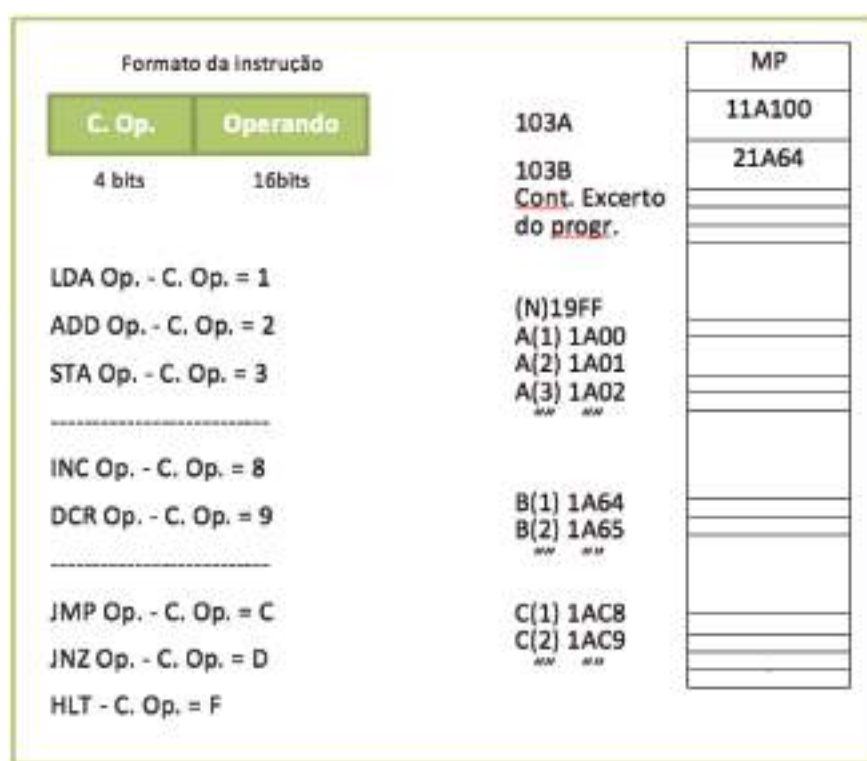 Formato da instrução
C. Op. Operando
4 bits 16bits
LDA Op. - C. Op. = 1
ADD Op. - C. Op. = 2
STA Op. - C. Op. = 3
----------------------------
INC Op. - C. Op. = 8
DCR Op. - C. Op. = 9
----------------------------
JMP Op. - C. Op. = C
JNZ Op. - C. Op. = D
HLT - C. Op. = F
MP
103A 11A100
103B 21A64
Cont. Excerto
do progr.
(N)19FF
A(1) 1A00
A(2) 1A01
A(3) 1A02
"" ""
B(1) 1A64
B(2) 1A65
"" ""
C(1) 1AC8
C(2) 1AC9
"" ""